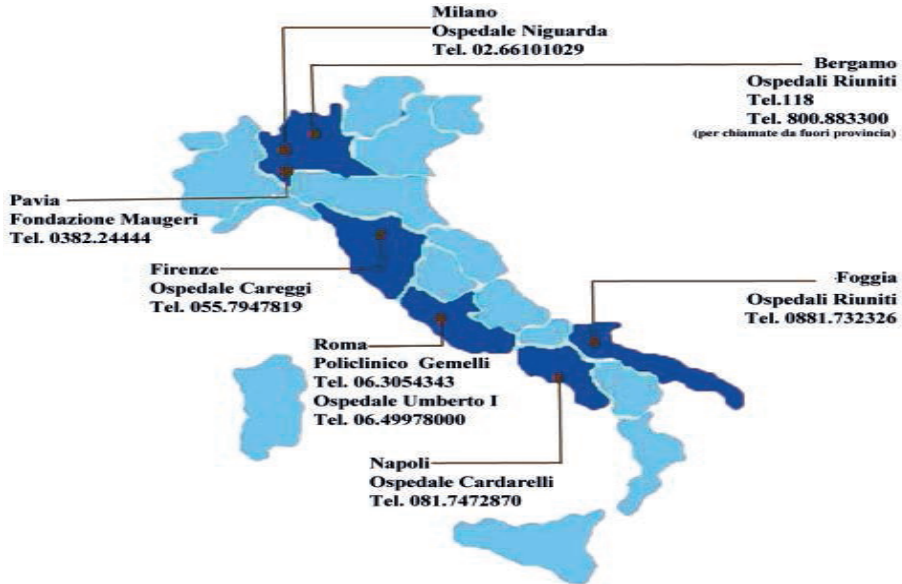 Milano
Ospedale Niguarda
Tel. 02.66101029
Bergamo
Ospedali Riuniti
Tel.118
Tel. 800.883300
(per chiamate da fuori provincia)
Pavia
Fondazione Maugeri
Tel. 0382.24444
Firenze
Ospedale Careggi
Tel. 055.7947819
Foggia
Ospedali Riuniti
Tel. 0881.732326
Roma
Policlinico Gemelli
Tel. 06.3054343
Ospedale Umberto I
Tel. 06.49978000
Napoli
Ospedale Cardarelli
Tel. 081.7472870